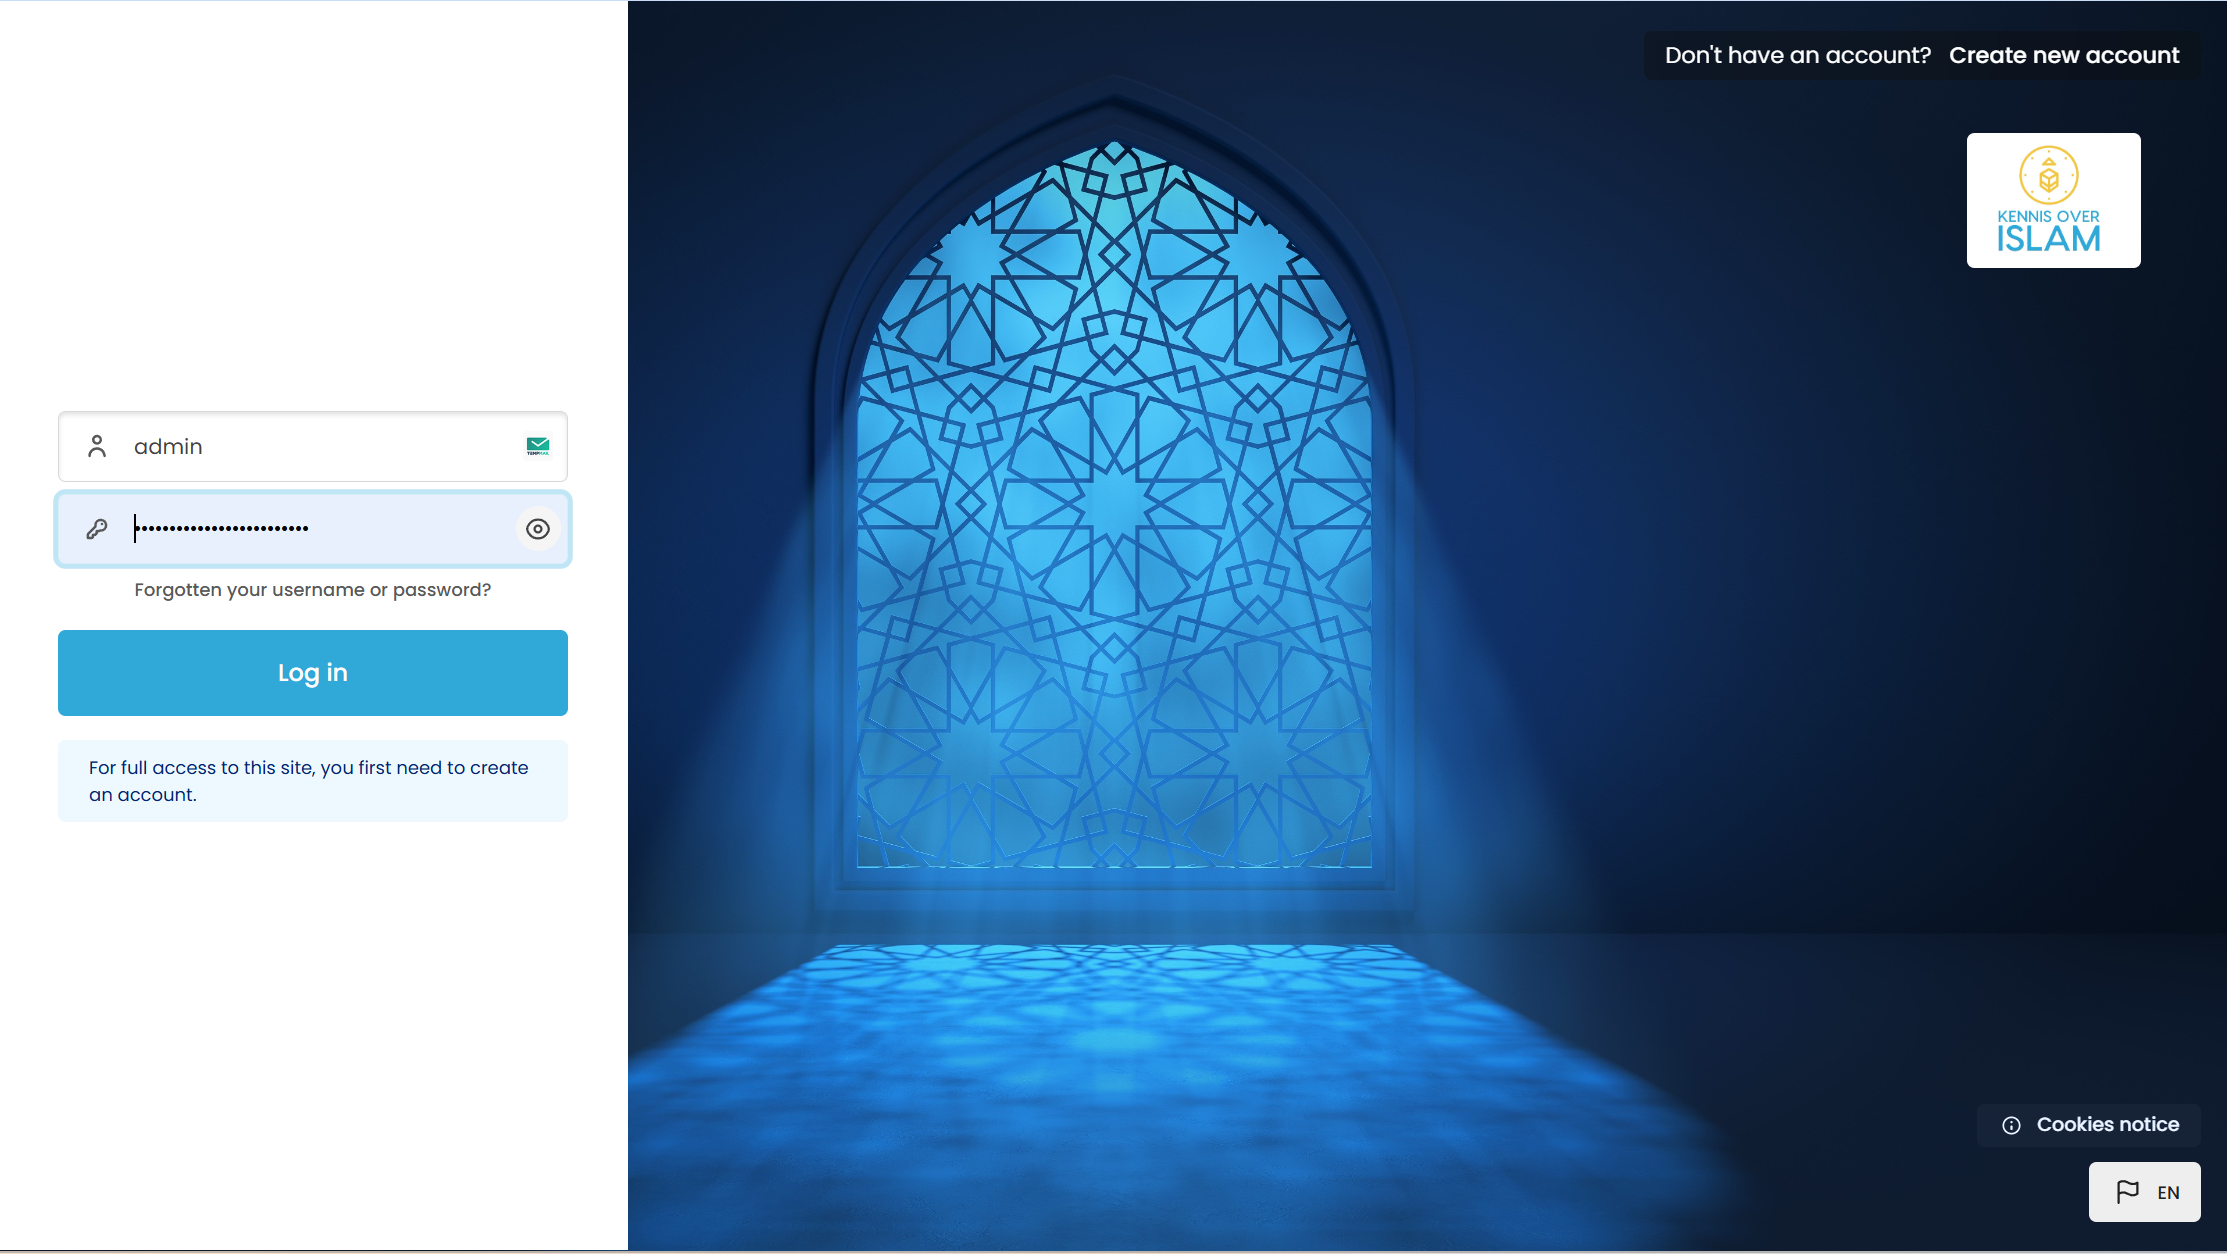 Don't have an account? Create new account
KENNIS OVER
ISLAM
admin
Forgotten your username or password?
Log in
For full access to this site, you first need to create
an account.
Cookies notice
EN